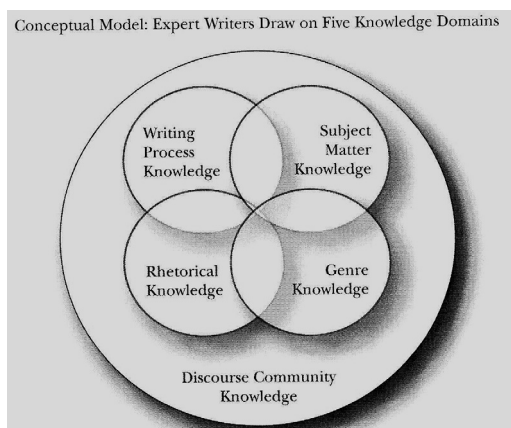 Conceptual Model: Expert Writers Draw on Five Knowledge Domains
Writing
Process
Knowledge
Subject
Matter
Knowledge
Rhetorical
Knowledge
Genre
Knowledge
Discourse Community
Knowledge